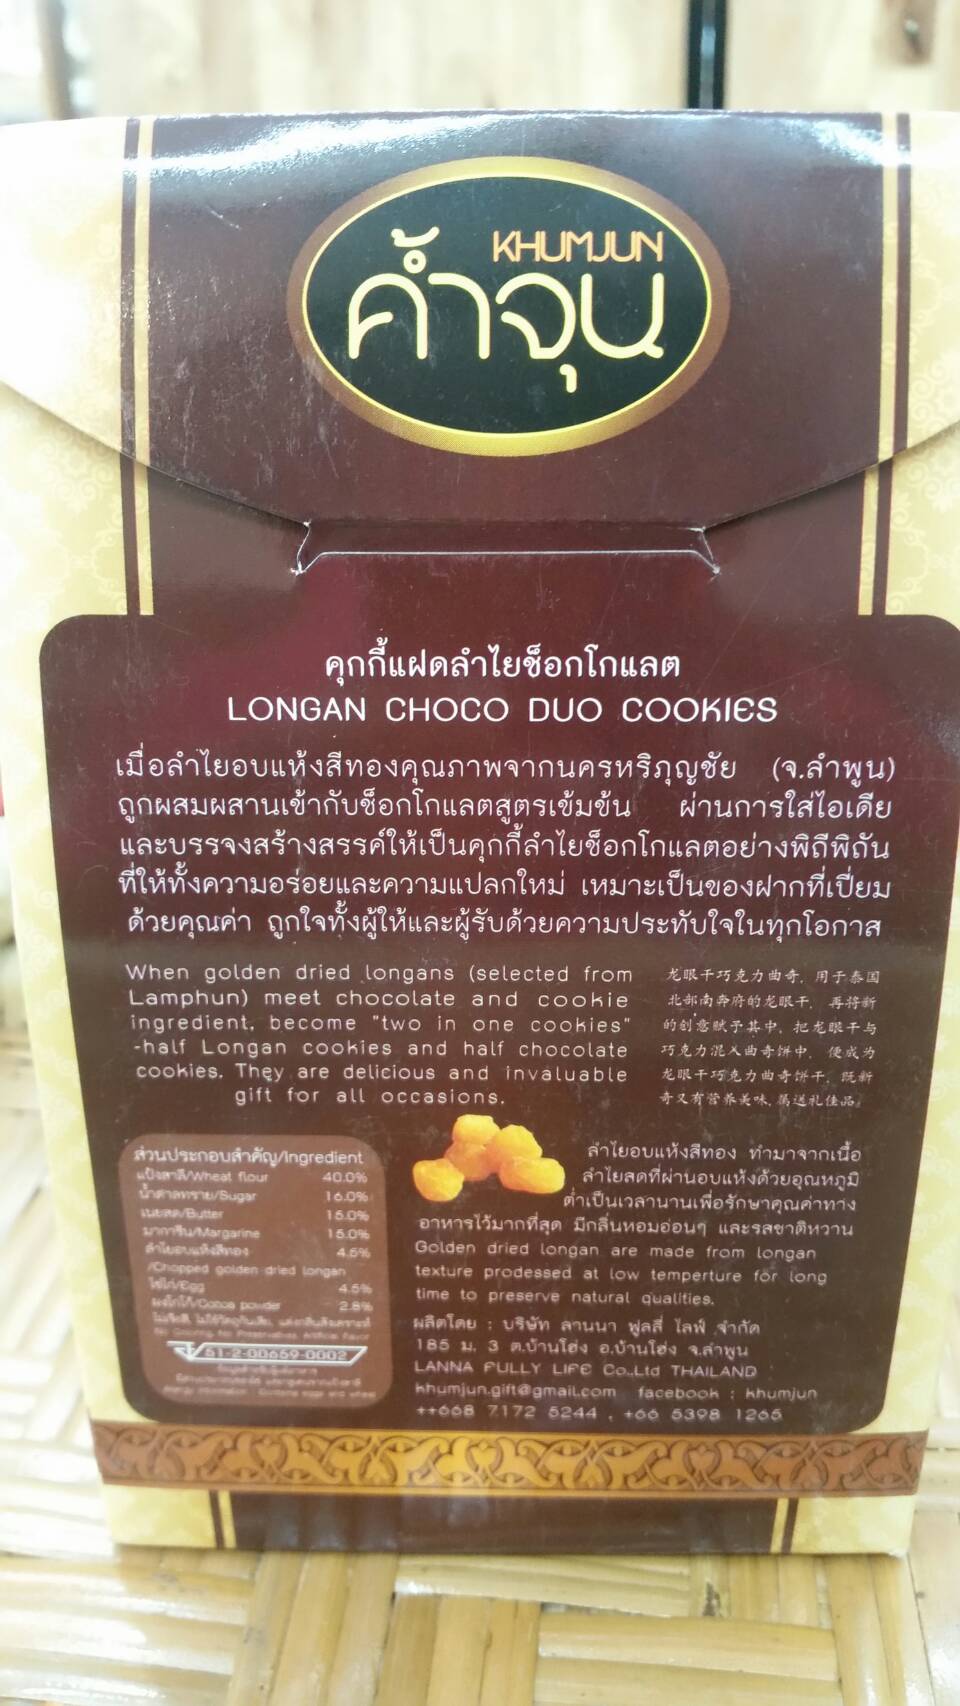 KHUMJUN
ค้ำจุน
คุกกี้แฝดลำไยช็อกโกแลต
LONGAN CHOCO DUO COOKIES
เมื่อลำไยอบแห้งสีทองคุณภาพจากนครหริภุญชัย (จ.ลำพูน)
ถูกผสมผสานเข้ากับช็อกโกแลตสูตรเข้มข้น ผ่านการใส่ไอเดีย
และบรรจงสร้างสรรค์ให้เป็นคุกกี้ลำไยช็อกโกแลตอย่างพิถีพิถัน
ที่ให้ทั้งความอร่อยและความแปลกใหม่ เหมาะเป็นของฝากที่เปี่ยม
ด้วยคุณค่า ถูกใจทั้งผู้ให้และผู้รับด้วยความประทับใจในทุกโอกาส
When golden dried longans (selected from
Lamphun) meet chocolate and cookie
ingredient, become "two in one cookies"
-half Longan cookies and half chocolate
cookies. They are delicious and invaluable
gift for all occasions.
龙眼干巧克力曲奇, 用于泰国
北部南奔府的龙眼干, 再将新
的创意赋予其中, 把龙眼干与
巧克力混入曲奇饼中, 便成为
龙眼干巧克力曲奇饼干, 既新
奇又有营养美味, 属送礼佳品。
ส่วนประกอบสำคัญ/Ingredient
แป้งสาลี/Wheat flour 40.0%
น้ำตาลทราย/Sugar 16.0%
เนยสด/Butter 15.0%
มาการีน/Margarine 15.0%
ลำไยอบแห้งสีทอง 4.5%
/Chopped golden dried longan
ไข่ไก่/Egg 4.5%
ผงโกโก้/Cocoa powder 2.8%
51-2-00659-0002
ลำไยอบแห้งสีทอง ทำมาจากเนื้อ
ลำไยสดที่ผ่านอบแห้งด้วยอุณหภูมิ
ต่ำเป็นเวลานานเพื่อรักษาคุณค่าทาง
อาหารไว้มากที่สุด มีกลิ่นหอมอ่อนๆ และรสชาติหวาน
Golden dried longan are made from longan
texture prodessed at low temperture for long
time to preserve natural qualities.
ผลิตโดย : บริษัท ลานนา ฟูลลี่ ไลฟ์ จำกัด
185 ม. 3 ต.บ้านโฮ่ง อ.บ้านโฮ่ง จ.ลำพูน
LANNA FULLY LIFE Co.,Ltd THAILAND
khumjun.gift@gmail.com facebook : khumjun
++668 7172 5244 , +66 5398 1265